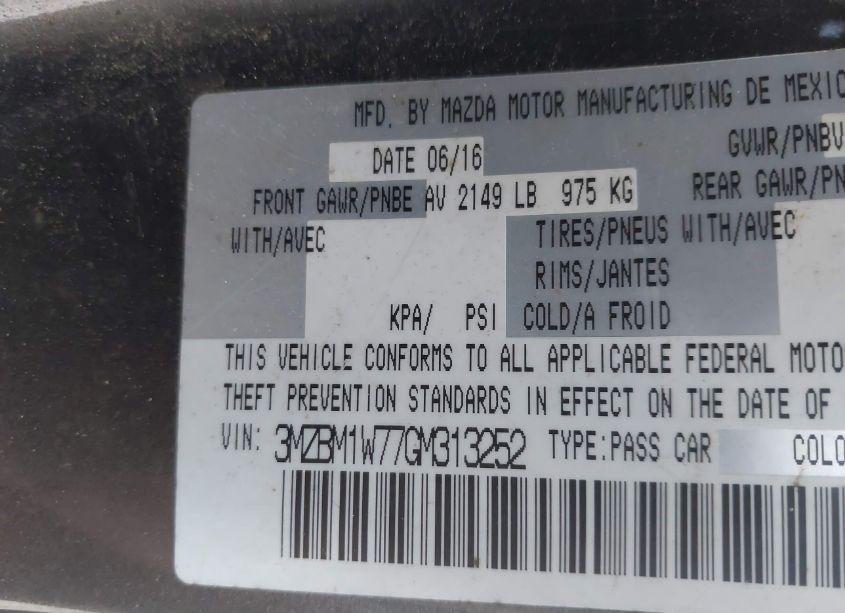 MFD. BY MAZDA MOTOR MANUFACTURING DE MEXIC
DATE 06/16 GVWR/PNBV
FRONT GAWR/PNBE AV 2149 LB 975 KG REAR GAWR/PN
WITH/AVEC TIRES/PNEUS WITH/AVEC
RIMS/JANTES
KPA/ PSI COLD/A FROID
THIS VEHICLE CONFORMS TO ALL APPLICABLE FEDERAL MOTO
THEFT PREVENTION STANDARDS IN EFFECT ON THE DATE OF
VIN: 3MZBM1W77GM313252 TYPE:PASS CAR COLO